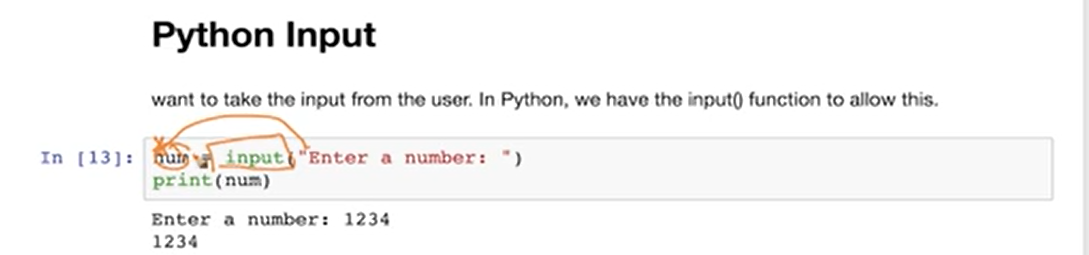 Python Input
want to take the input from the user. In Python, we have the input() function to allow this.
In [13]: num = input("Enter a number: ")
print(num)
Enter a number: 1234
1234